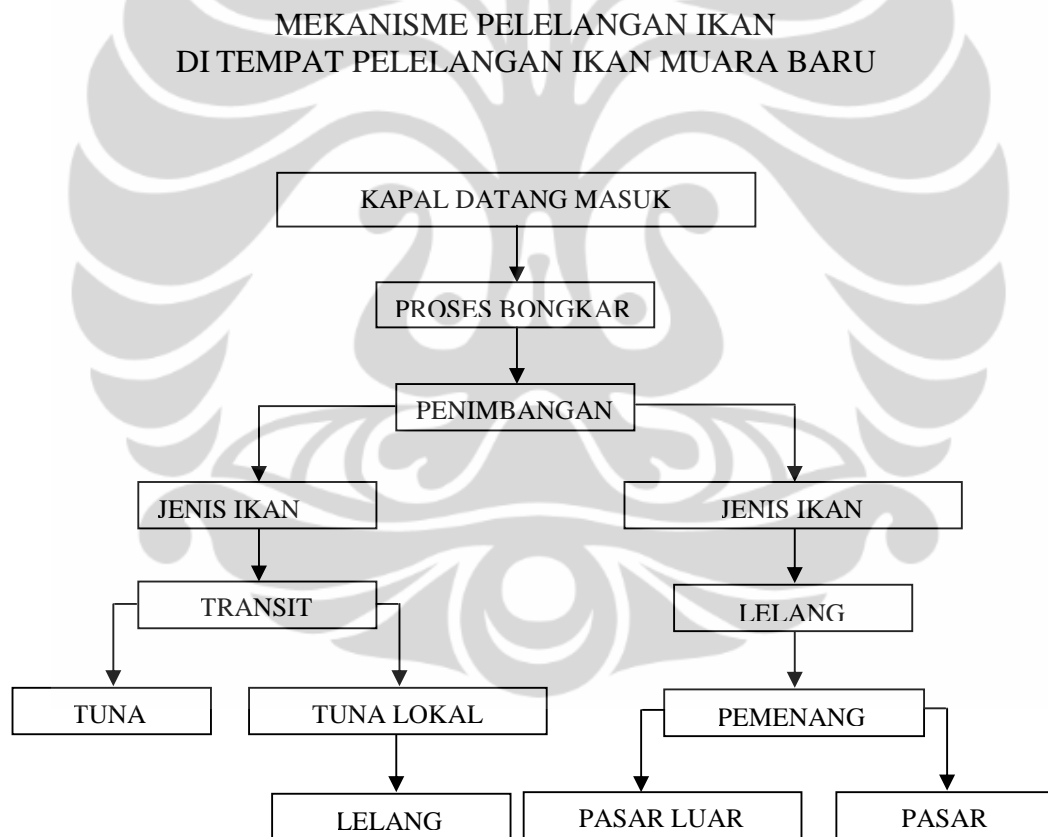 MEKANISME PELELANGAN IKAN
DI TEMPAT PELELANGAN IKAN MUARA BARU
KAPAL DATANG MASUK
PROSES BONGKAR
PENIMBANGAN
JENIS IKAN
JENIS IKAN
TRANSIT
LELANG
TUNA
TUNA LOKAL
PEMENANG
LELANG
PASAR LUAR
PASAR